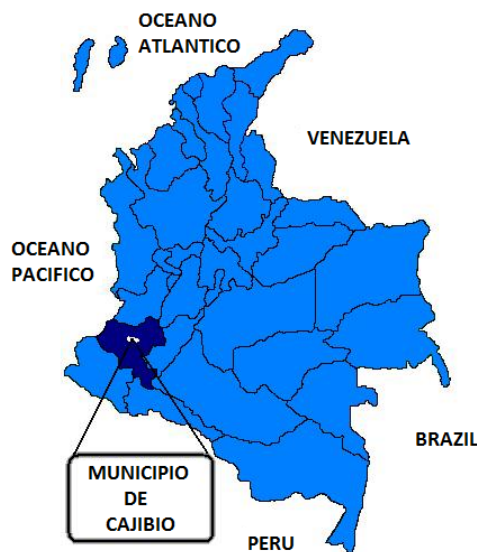 OCEANO
ATLANTICO
VENEZUELA
OCEANO
PACIFICO
BRAZIL
MUNICIPIO
DE
CAJIBIO
PERU